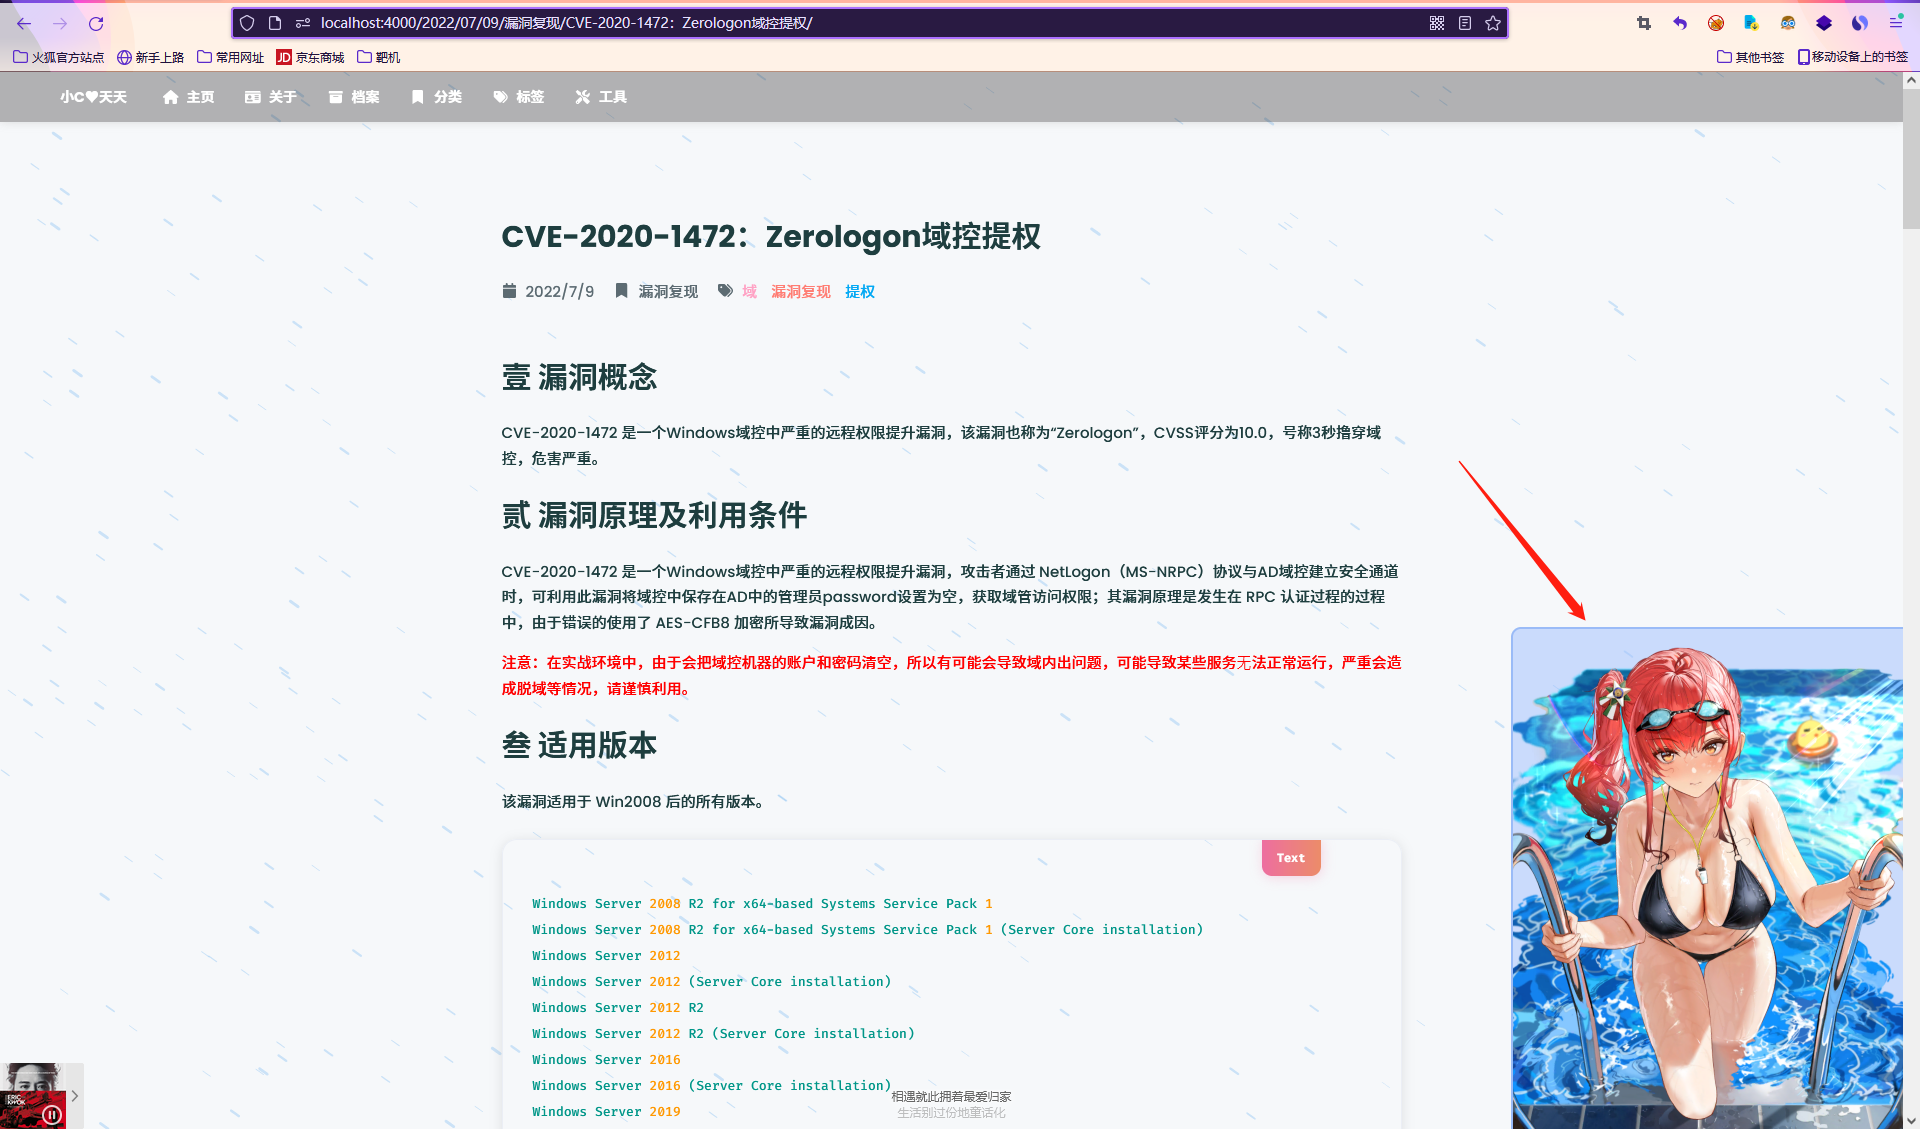 localhost:4000/2022/07/09/漏洞复现/CVE-2020-1472：Zerologon域控提权/
火狐官方站点 新手上路 常用网址 JD 京东商城 靶机 其他书签 移动设备上的书签
小C♥天天 主页 关于 档案 分类 标签 工具
CVE-2020-1472：Zerologon域控提权
2022/7/9 漏洞复现 域 漏洞复现 提权
壹 漏洞概念
CVE-2020-1472 是一个Windows域控中严重的远程权限提升漏洞，该漏洞也称为“Zerologon”，CVSS评分为10.0，号称3秒撸穿域
控，危害严重。
贰 漏洞原理及利用条件
CVE-2020-1472 是一个Windows域控中严重的远程权限提升漏洞，攻击者通过 NetLogon（MS-NRPC）协议与AD域控建立安全通道
时，可利用此漏洞将域控中保存在AD中的管理员password设置为空，获取域管访问权限；其漏洞原理是发生在 RPC 认证过程的过程
中，由于错误的使用了 AES-CFB8 加密所导致漏洞成因。
注意：在实战环境中，由于会把域控机器的账户和密码清空，所以有可能会导致域内出问题，可能导致某些服务无法正常运行，严重会造
成脱域等情况，请谨慎利用。
叁 适用版本
该漏洞适用于 Win2008 后的所有版本。
Text
Windows Server 2008 R2 for x64-based Systems Service Pack 1
Windows Server 2008 R2 for x64-based Systems Service Pack 1 (Server Core installation)
Windows Server 2012
Windows Server 2012 (Server Core installation)
Windows Server 2012 R2
Windows Server 2012 R2 (Server Core installation)
Windows Server 2016
Windows Server 2016 (Server Core installation)
Windows Server 2019
相遇就此拥着最爱归家
生活别过份地童话化
ERIC
KWOK